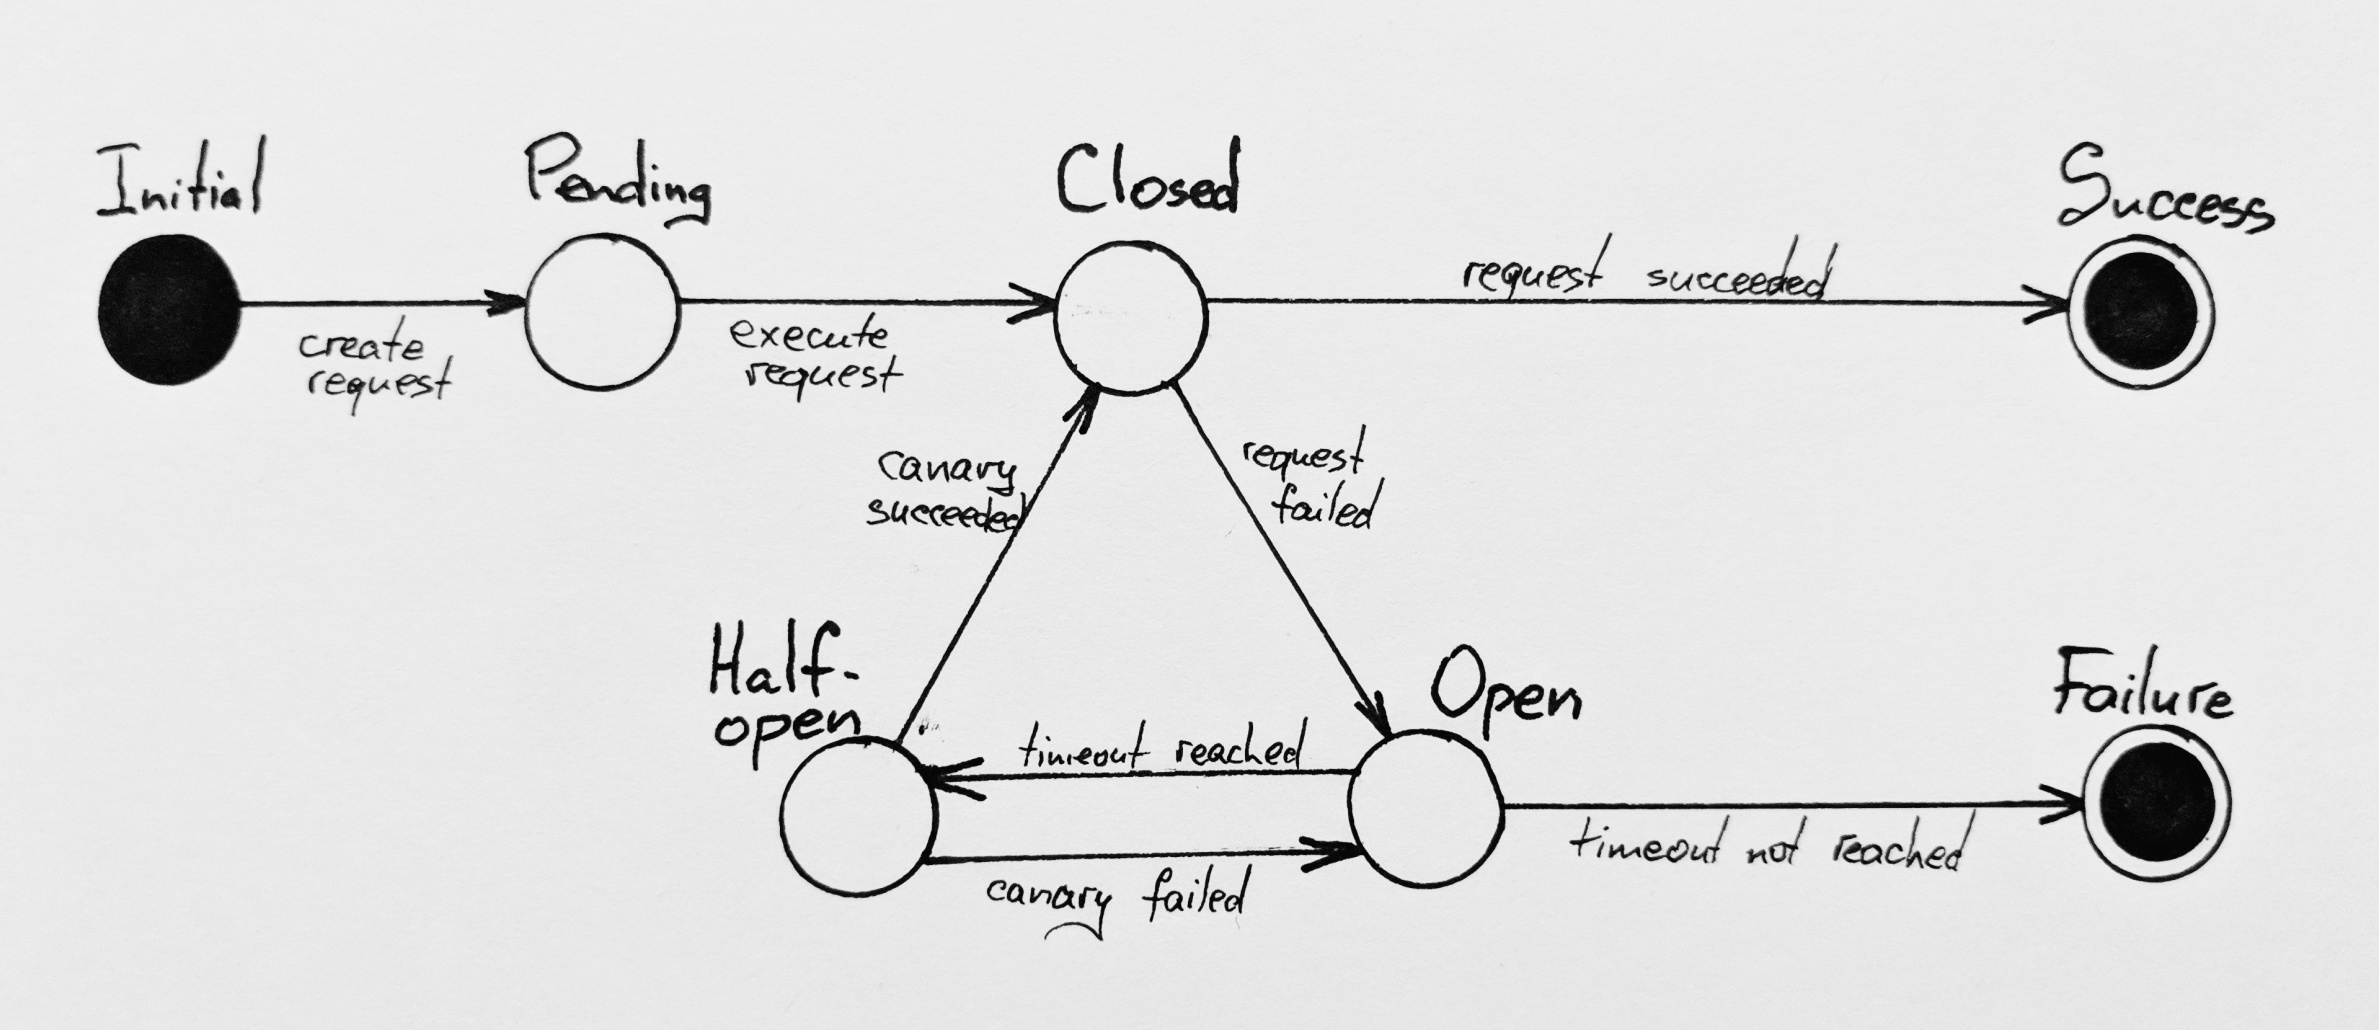 Initial
Pending
Closed
Success
create
request
execute
request
request succeeded
canary
succeeded
request
failed
Half-
open
Open
Failure
timeout reached
canary failed
timeout not reached